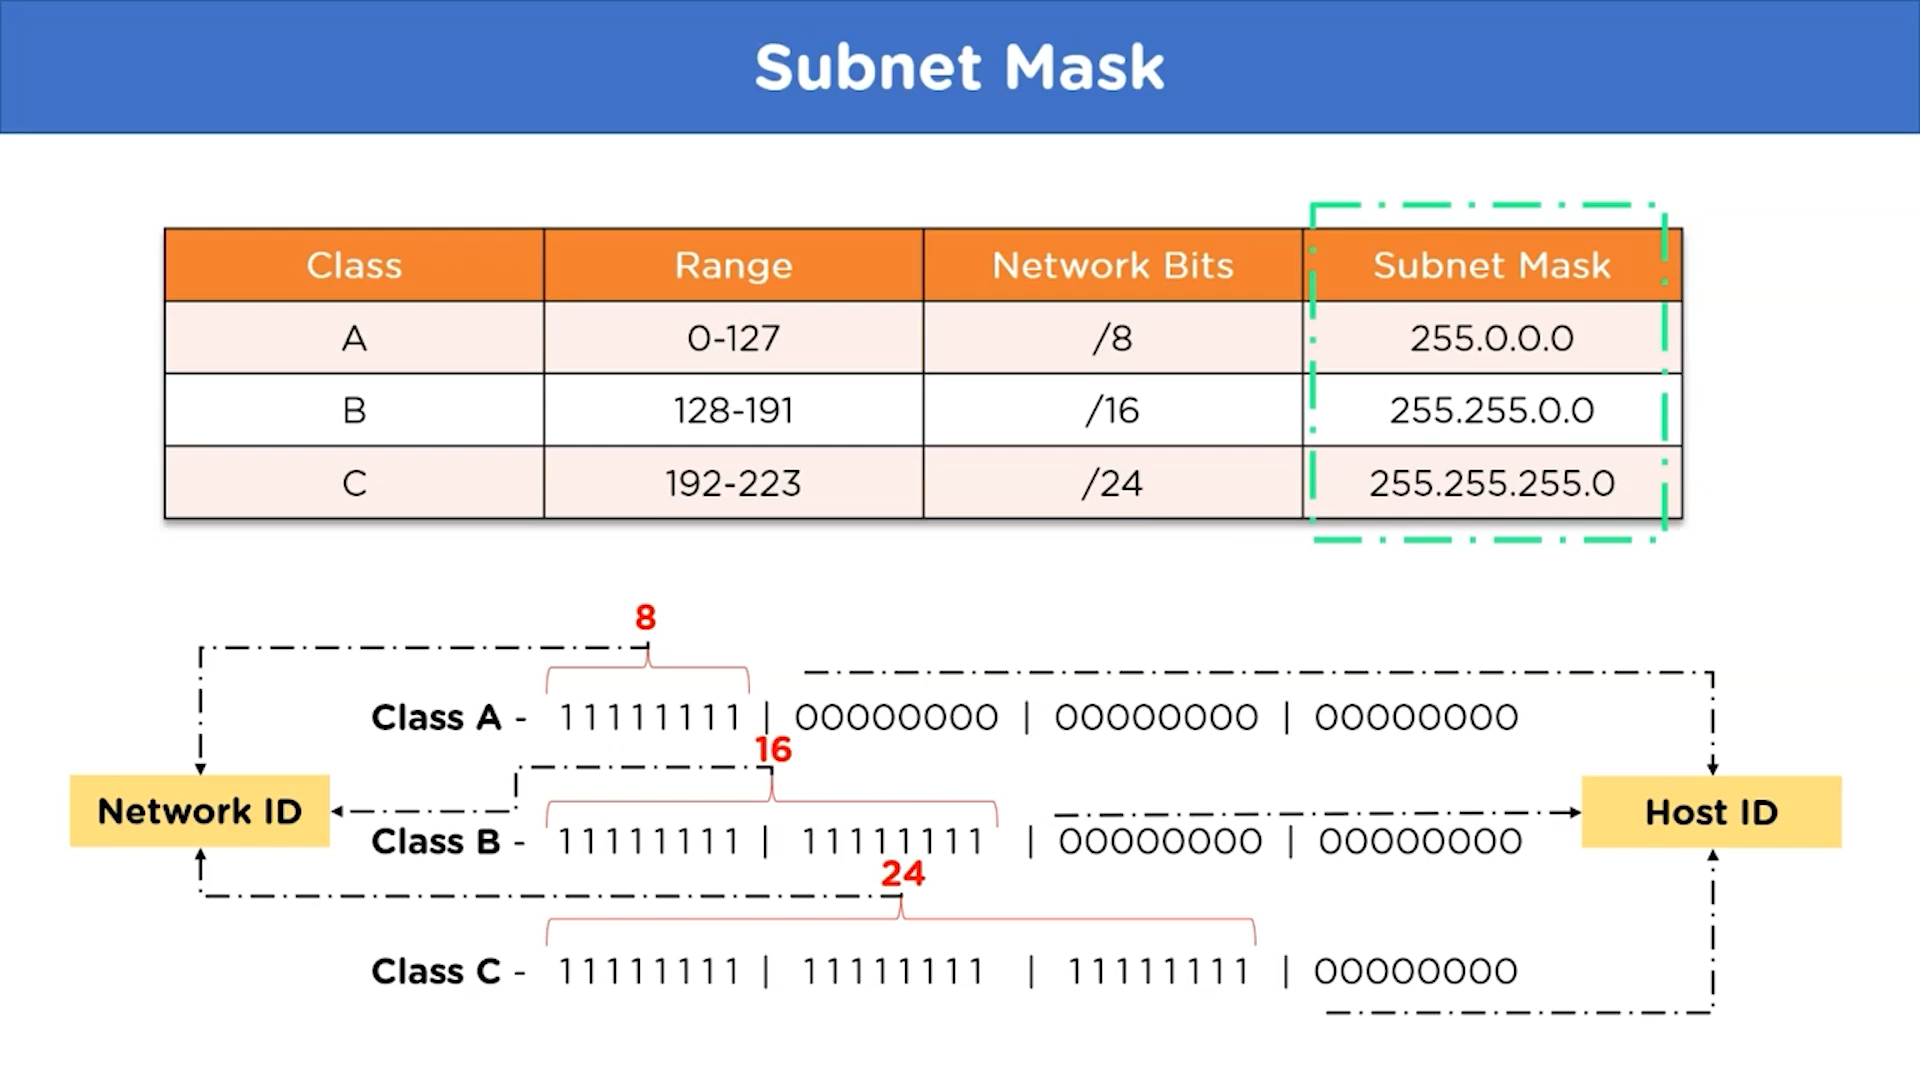 Subnet Mask
Class Range Network Bits Subnet Mask
A 0-127 /8 255.0.0.0
B 128-191 /16 255.255.0.0
C 192-223 /24 255.255.255.0
8
Class A - 11111111 | 00000000 | 00000000 | 00000000
16
Network ID
Host ID
Class B - 11111111 | 11111111 | 00000000 | 00000000
24
Class C - 11111111 | 11111111 | 11111111 | 00000000